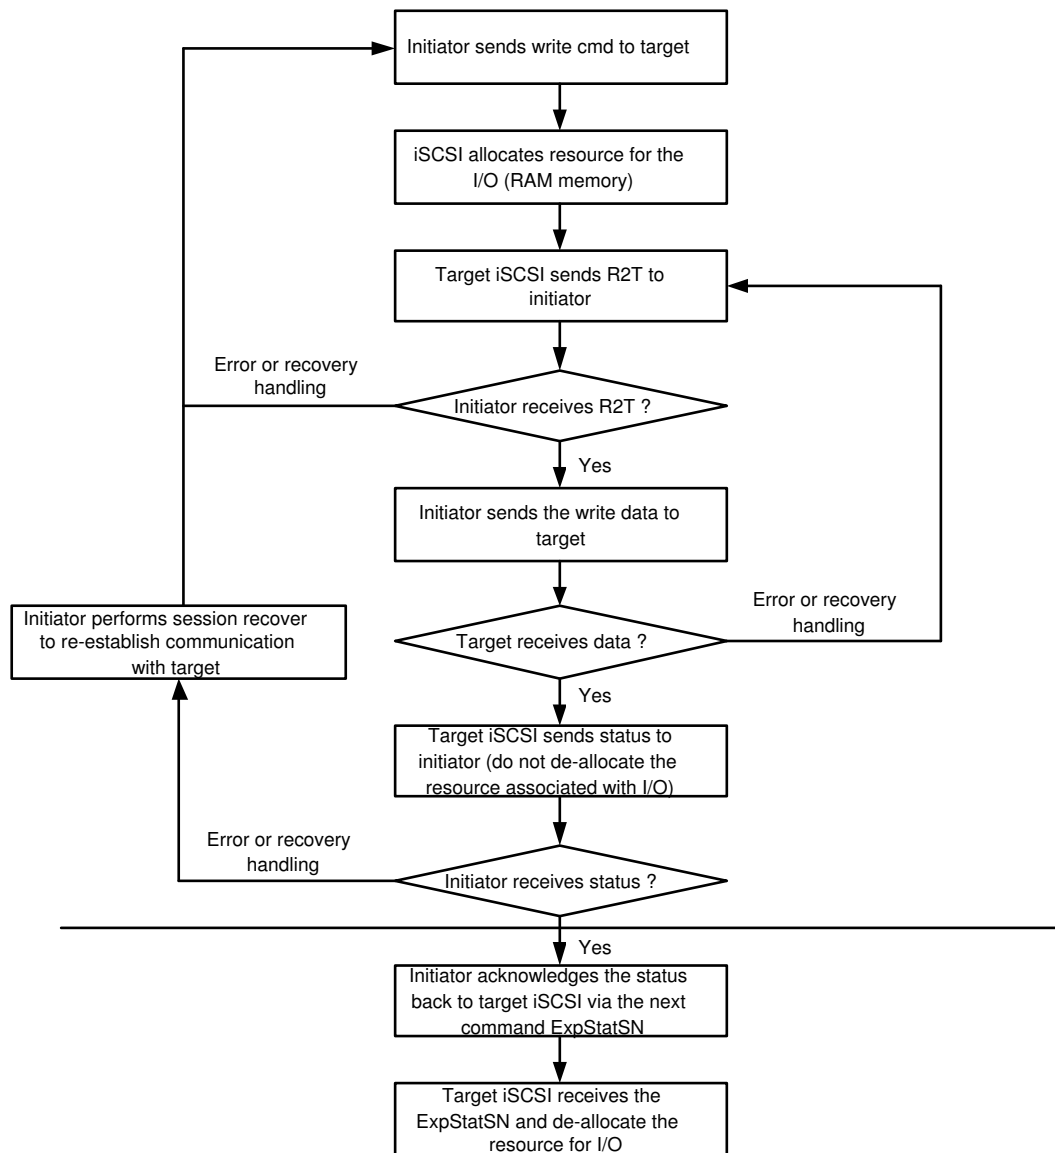 Initiator sends write cmd to target
iSCSI allocates resource for the
I/O (RAM memory)
Target iSCSI sends R2T to
initiator
Error or recovery
handling
Initiator receives R2T ?
Yes
Initiator sends the write data to
target
Initiator performs session recover
to re-establish communication
with target
Error or recovery
handling
Target receives data ?
Yes
Target iSCSI sends status to
initiator (do not de-allocate the
resource associated with I/O)
Error or recovery
handling
Initiator receives status ?
Yes
Initiator acknowledges the status
back to target iSCSI via the next
command ExpStatSN
Target iSCSI receives the
ExpStatSN and de-allocate the
resource for I/O